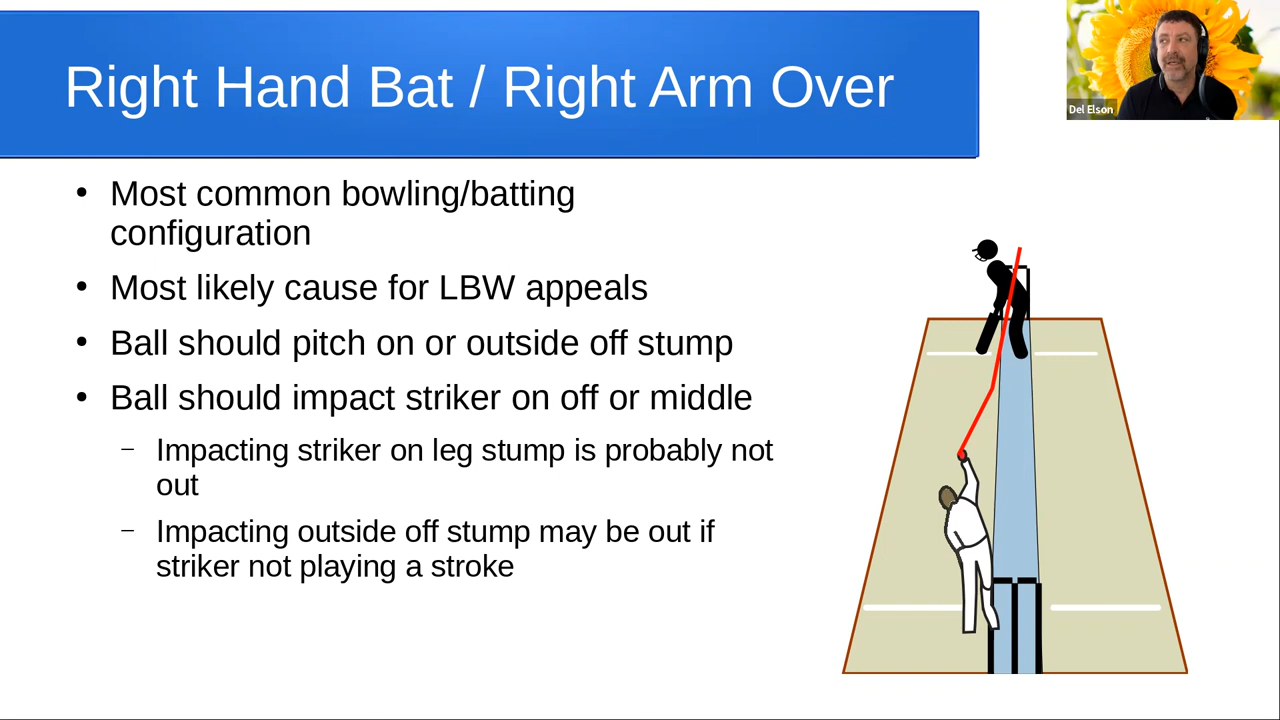 Right Hand Bat / Right Arm Over
Del Elson
• Most common bowling/batting
configuration
• Most likely cause for LBW appeals
• Ball should pitch on or outside off stump
• Ball should impact striker on off or middle
– Impacting striker on leg stump is probably not
out
– Impacting outside off stump may be out if
striker not playing a stroke